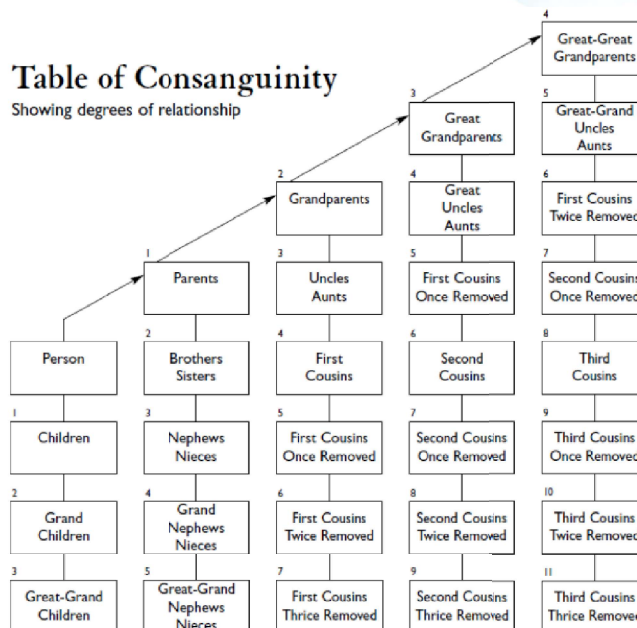 Table of Consanguinity
Showing degrees of relationship
4
Great-Great
Grandparents
3
Great
Grandparents
5
Great-Grand
Uncles
Aunts
2
Grandparents
4
Great
Uncles
Aunts
6
First Cousins
Twice Removed
1
Parents
3
Uncles
Aunts
5
First Cousins
Once Removed
7
Second Cousins
Once Removed
Person
2
Brothers
Sisters
4
First
Cousins
6
Second
Cousins
8
Third
Cousins
1
Children
3
Nephews
Nieces
5
First Cousins
Once Removed
7
Second Cousins
Once Removed
9
Third Cousins
Once Removed
2
Grand
Children
4
Grand
Nephews
Nieces
6
First Cousins
Twice Removed
8
Second Cousins
Twice Removed
10
Third Cousins
Twice Removed
3
Great-Grand
Children
5
Great-Grand
Nephews
Nieces
7
First Cousins
Thrice Removed
9
Second Cousins
Thrice Removed
11
Third Cousins
Thrice Removed